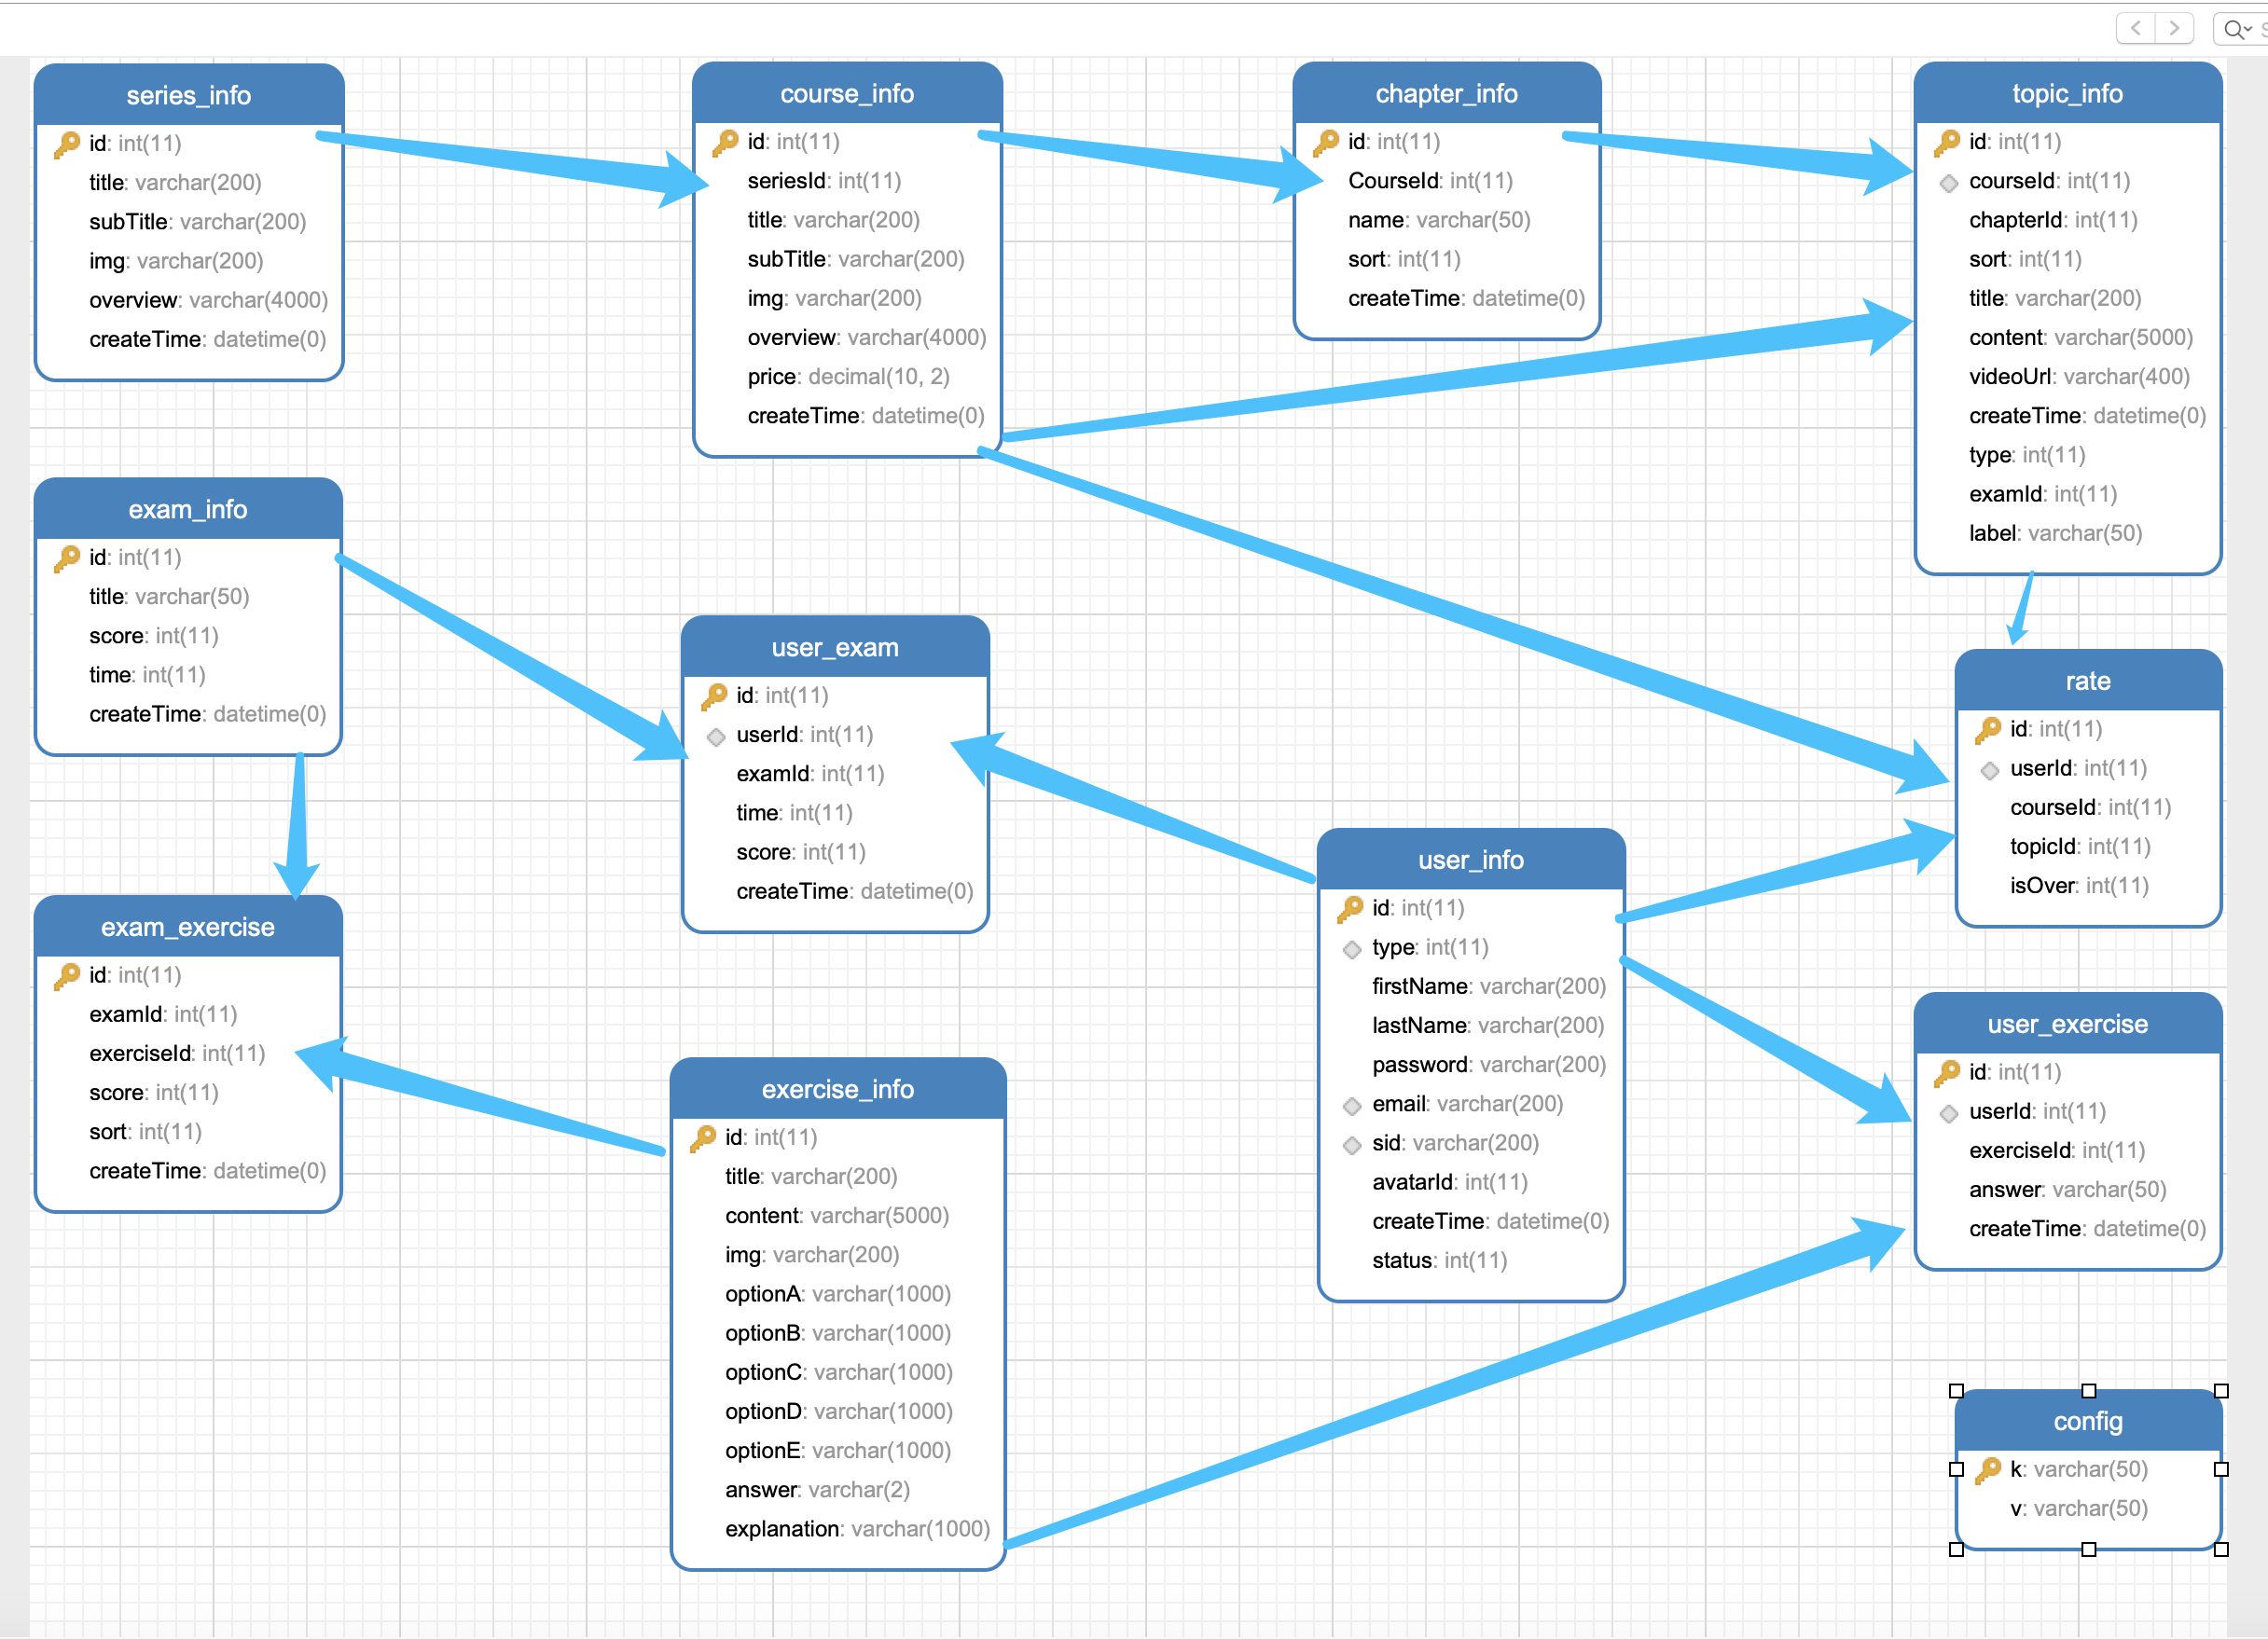 series_info
id: int(11)
title: varchar(200)
subTitle: varchar(200)
img: varchar(200)
overview: varchar(4000)
createTime: datetime(0)
course_info
id: int(11)
seriesId: int(11)
title: varchar(200)
subTitle: varchar(200)
img: varchar(200)
overview: varchar(4000)
price: decimal(10, 2)
createTime: datetime(0)
chapter_info
id: int(11)
CourseId: int(11)
name: varchar(50)
sort: int(11)
createTime: datetime(0)
topic_info
id: int(11)
courseId: int(11)
chapterId: int(11)
sort: int(11)
title: varchar(200)
content: varchar(5000)
videoUrl: varchar(400)
createTime: datetime(0)
type: int(11)
examId: int(11)
label: varchar(50)
exam_info
id: int(11)
title: varchar(50)
score: int(11)
time: int(11)
createTime: datetime(0)
user_exam
id: int(11)
userId: int(11)
examId: int(11)
time: int(11)
score: int(11)
createTime: datetime(0)
rate
id: int(11)
userId: int(11)
courseId: int(11)
topicId: int(11)
isOver: int(11)
user_info
id: int(11)
type: int(11)
firstName: varchar(200)
lastName: varchar(200)
password: varchar(200)
email: varchar(200)
sid: varchar(200)
avatarId: int(11)
createTime: datetime(0)
status: int(11)
exam_exercise
id: int(11)
examId: int(11)
exerciseId: int(11)
score: int(11)
sort: int(11)
createTime: datetime(0)
exercise_info
id: int(11)
title: varchar(200)
content: varchar(5000)
img: varchar(200)
optionA: varchar(1000)
optionB: varchar(1000)
optionC: varchar(1000)
optionD: varchar(1000)
optionE: varchar(1000)
answer: varchar(2)
explanation: varchar(1000)
user_exercise
id: int(11)
userId: int(11)
exerciseId: int(11)
answer: varchar(50)
createTime: datetime(0)
config
k: varchar(50)
v: varchar(50)